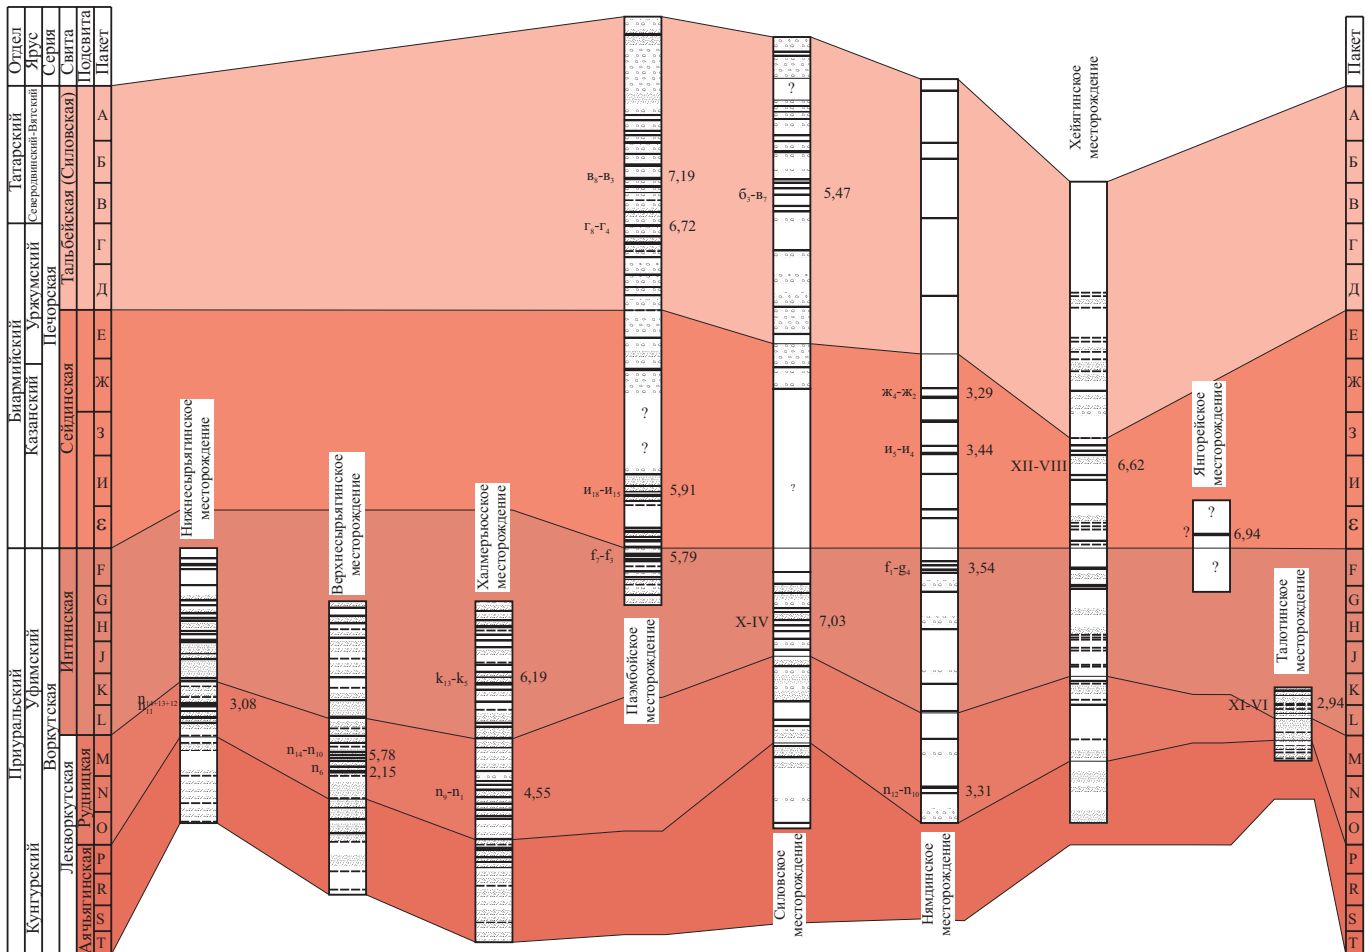 Отдел
Ярус
Серия
Свита
Подсвита
Пакет
Татарский
Биармийский
Приуральский
Северодвинский-Вятский
Уржумский
Казанский
Уфимский
Кунгурский
Печорская
Воркутская
Тальбейская (Силовская)
Сейдинская
Интинская
Лекворкутская
Рудницкая
Аячьягинская
А
Б
В
Г
Д
Е
Ж
З
И
Є
F
G
H
J
K
L
M
N
O
P
R
S
T
Нижнесырьягинское
месторождение
3,08
Верхнесырьягинское
месторождение
n₁₄-n₁₀
5,78
n₆
2,15
Халмеръюсское
месторождение
k₁₃-k₅
6,19
n₉-n₁
4,55
в₈-в₃
7,19
г₈-г₄
6,72
?
?
и₁₈-и₁₅
5,91
f₇-f₃
5,79
Паэмбойское
месторождение
?
б₃-в₇
5,47
?
X-IV
7,03
Силовское
месторождение
ж₄-ж₂
3,29
и₅-и₄
3,44
f₁-g₄
3,54
n₁₂-n₁₀
3,31
Нямдинское
месторождение
Хейягинское
месторождение
XII-VIII
6,62
Янгорейское
месторождение
?
?
6,94
?
Талотинское
месторождение
XI-VI
2,94
Пакет
А
Б
В
Г
Д
Е
Ж
З
И
Є
F
G
H
J
K
L
M
N
O
P
R
S
T